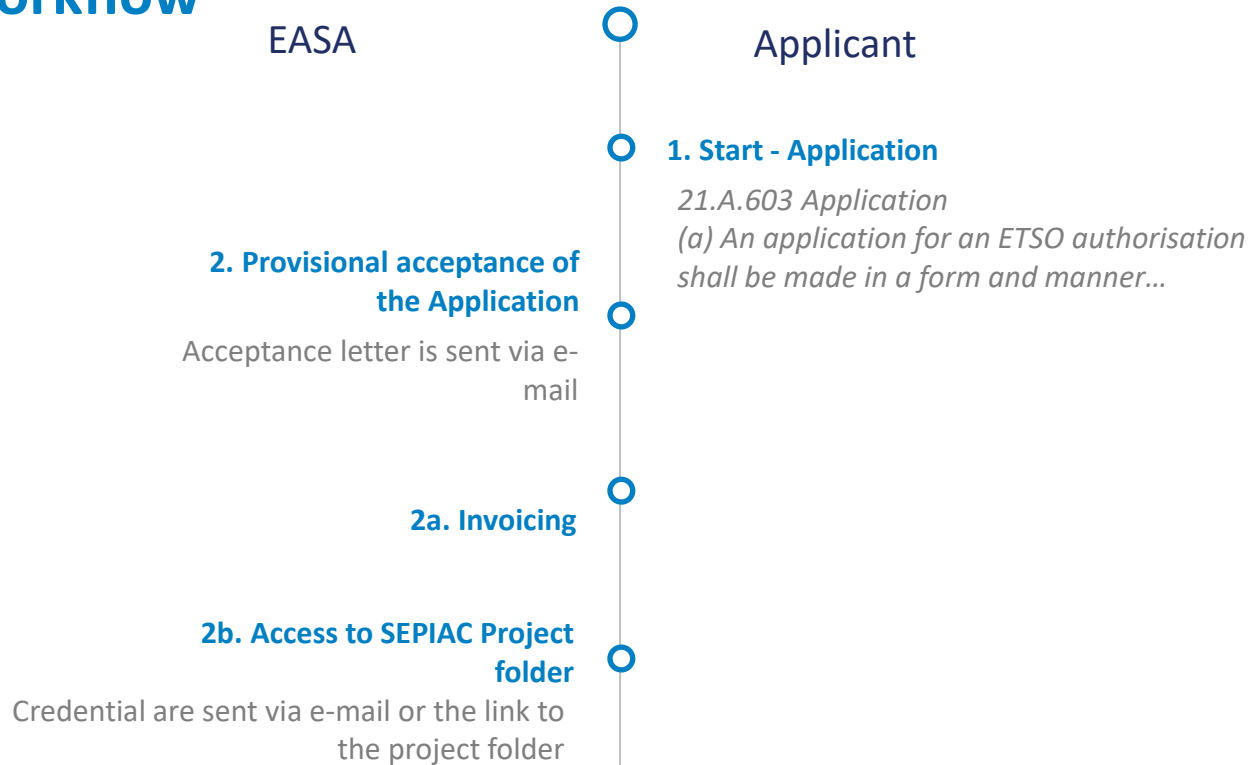 EASA
Applicant
1. Start - Application
21.A.603 Application
(a) An application for an ETSO authorisation
shall be made in a form and manner…
2. Provisional acceptance of
the Application
Acceptance letter is sent via e-
mail
2a. Invoicing
2b. Access to SEPIAC Project
folder
Credential are sent via e-mail or the link to
the project folder